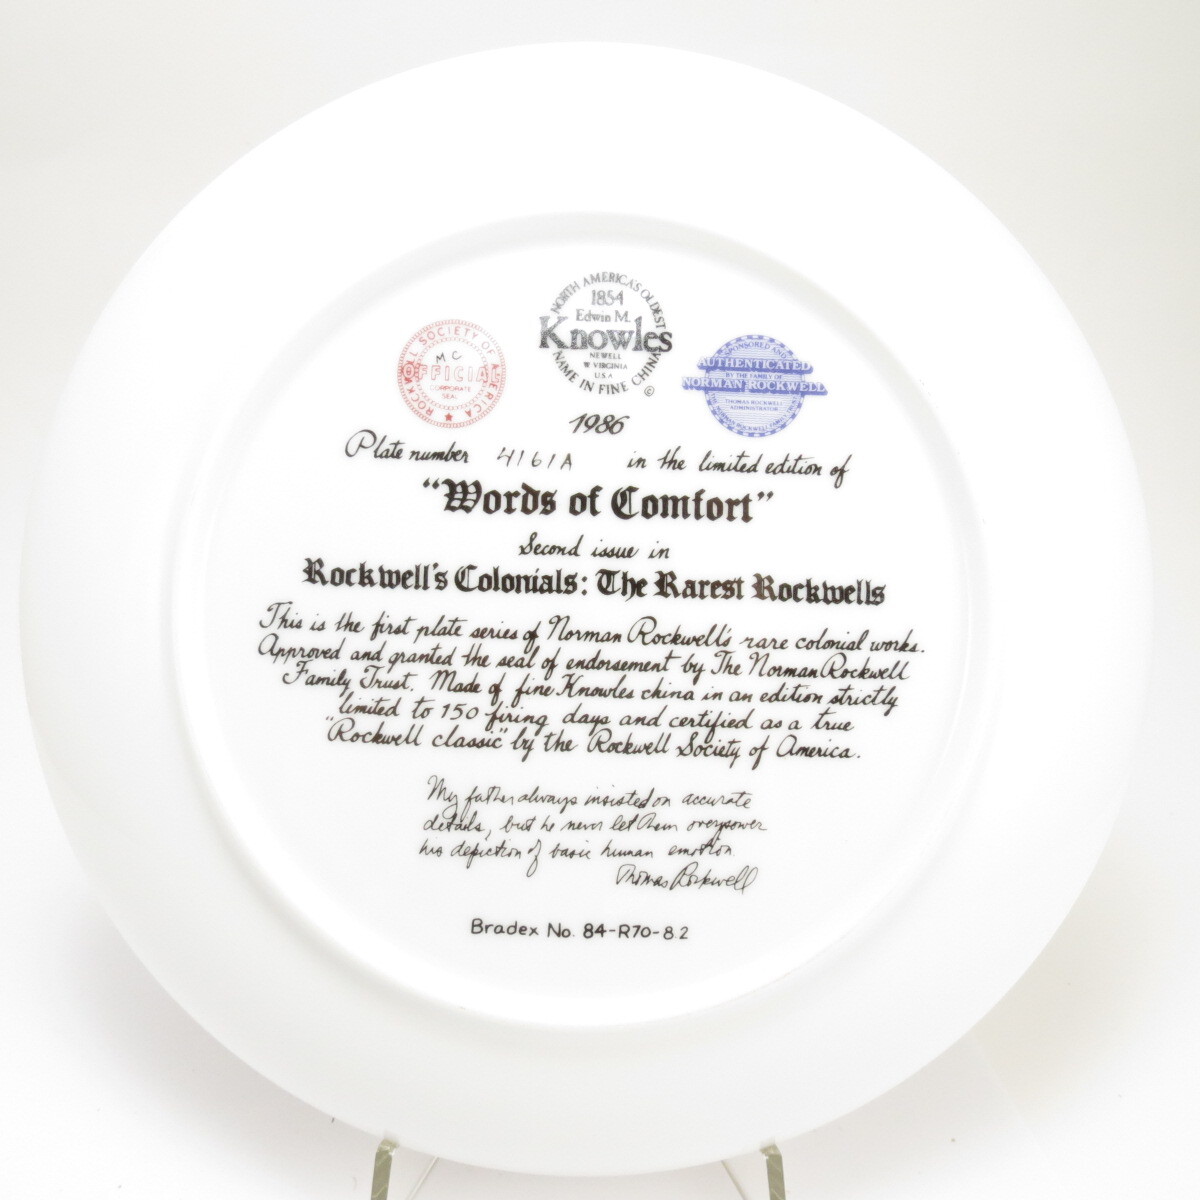 NORTH AMERICA'S OLDEST
1854
Edwin M.
Knowles
NEWELL
W VIRGINIA
U.S.A
NAME IN FINE CHINA
©
ROCKWELL SOCIETY OF AMERICA
M C
OFFICIAL
CORPORATE
SEAL
SPONSORED AND
AUTHENTICATED
BY THE FAMILY OF
NORMAN ROCKWELL
THOMAS ROCKWELL
ADMINISTRATOR
ROCKWELL FAMILY
1986
Plate number 4161A in the limited edition of
“Words of Comfort”
Second issue in
Rockwell's Colonials: The Rarest Rockwells
This is the first plate series of Norman Rockwell's rare colonial works.
Approved and granted the seal of endorsement by The Norman Rockwell
Family Trust. Made of fine Knowles china in an edition strictly
limited to 150 firing days and certified as a true
"Rockwell classic" by the Rockwell Society of America.
My father always insisted on accurate
details, but he never let them overpower
his depiction of basic human emotion.
Thomas Rockwell
Bradex No. 84-R70-8.2